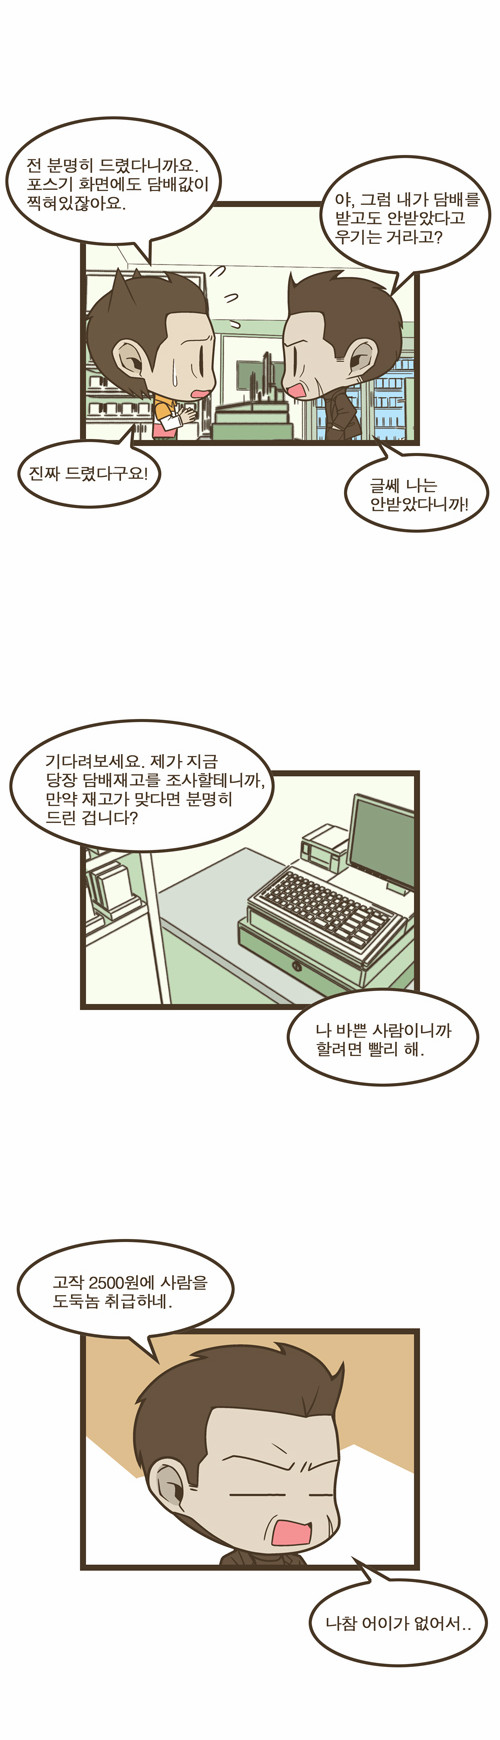 전 분명히 드렸다니까요.
포스기 화면에도 담배값이
찍혀있잖아요.
야, 그럼 내가 담배를
받고도 안받았다고
우기는 거라고?
진짜 드렸다구요!
글쎄 나는
안받았다니까!
기다려보세요. 제가 지금
당장 담배재고를 조사할테니까,
만약 재고가 맞다면 분명히
드린 겁니다?
나 바쁜 사람이니까
할려면 빨리 해.
고작 2500원에 사람을
도둑놈 취급하네.
나참 어이가 없어서..